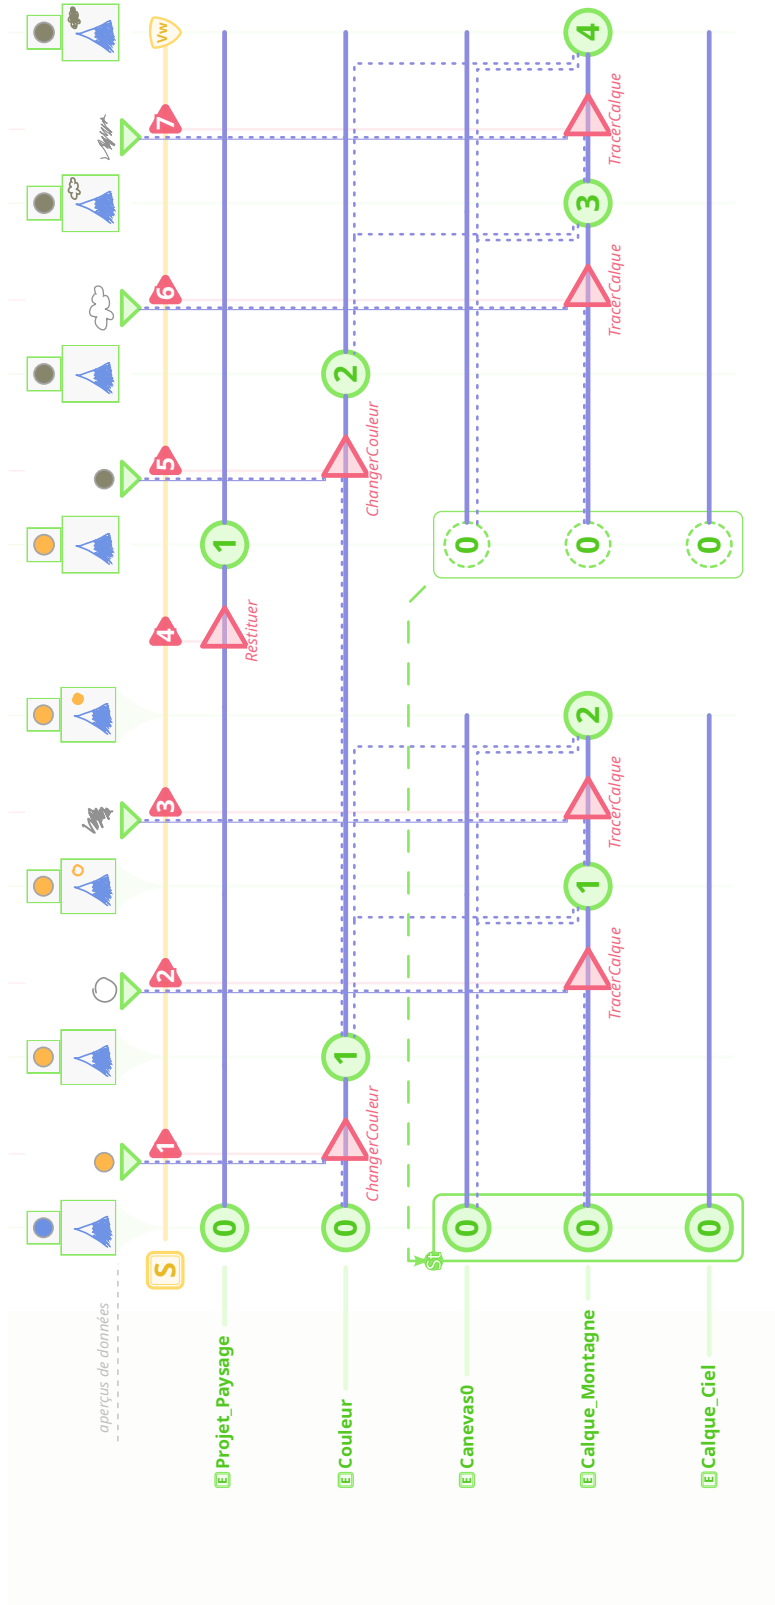 aperçus de données
S 1 2 3 4 5 6 7 Vw
E Projet_Paysage 0 1
Restituer
E Couleur 0 1 2
ChangerCouleur ChangerCouleur
St
E Canevas0 0 0
E Calque_Montagne 0 1 2 0 3 4
TracerCalque TracerCalque TracerCalque TracerCalque
E Calque_Ciel 0 0